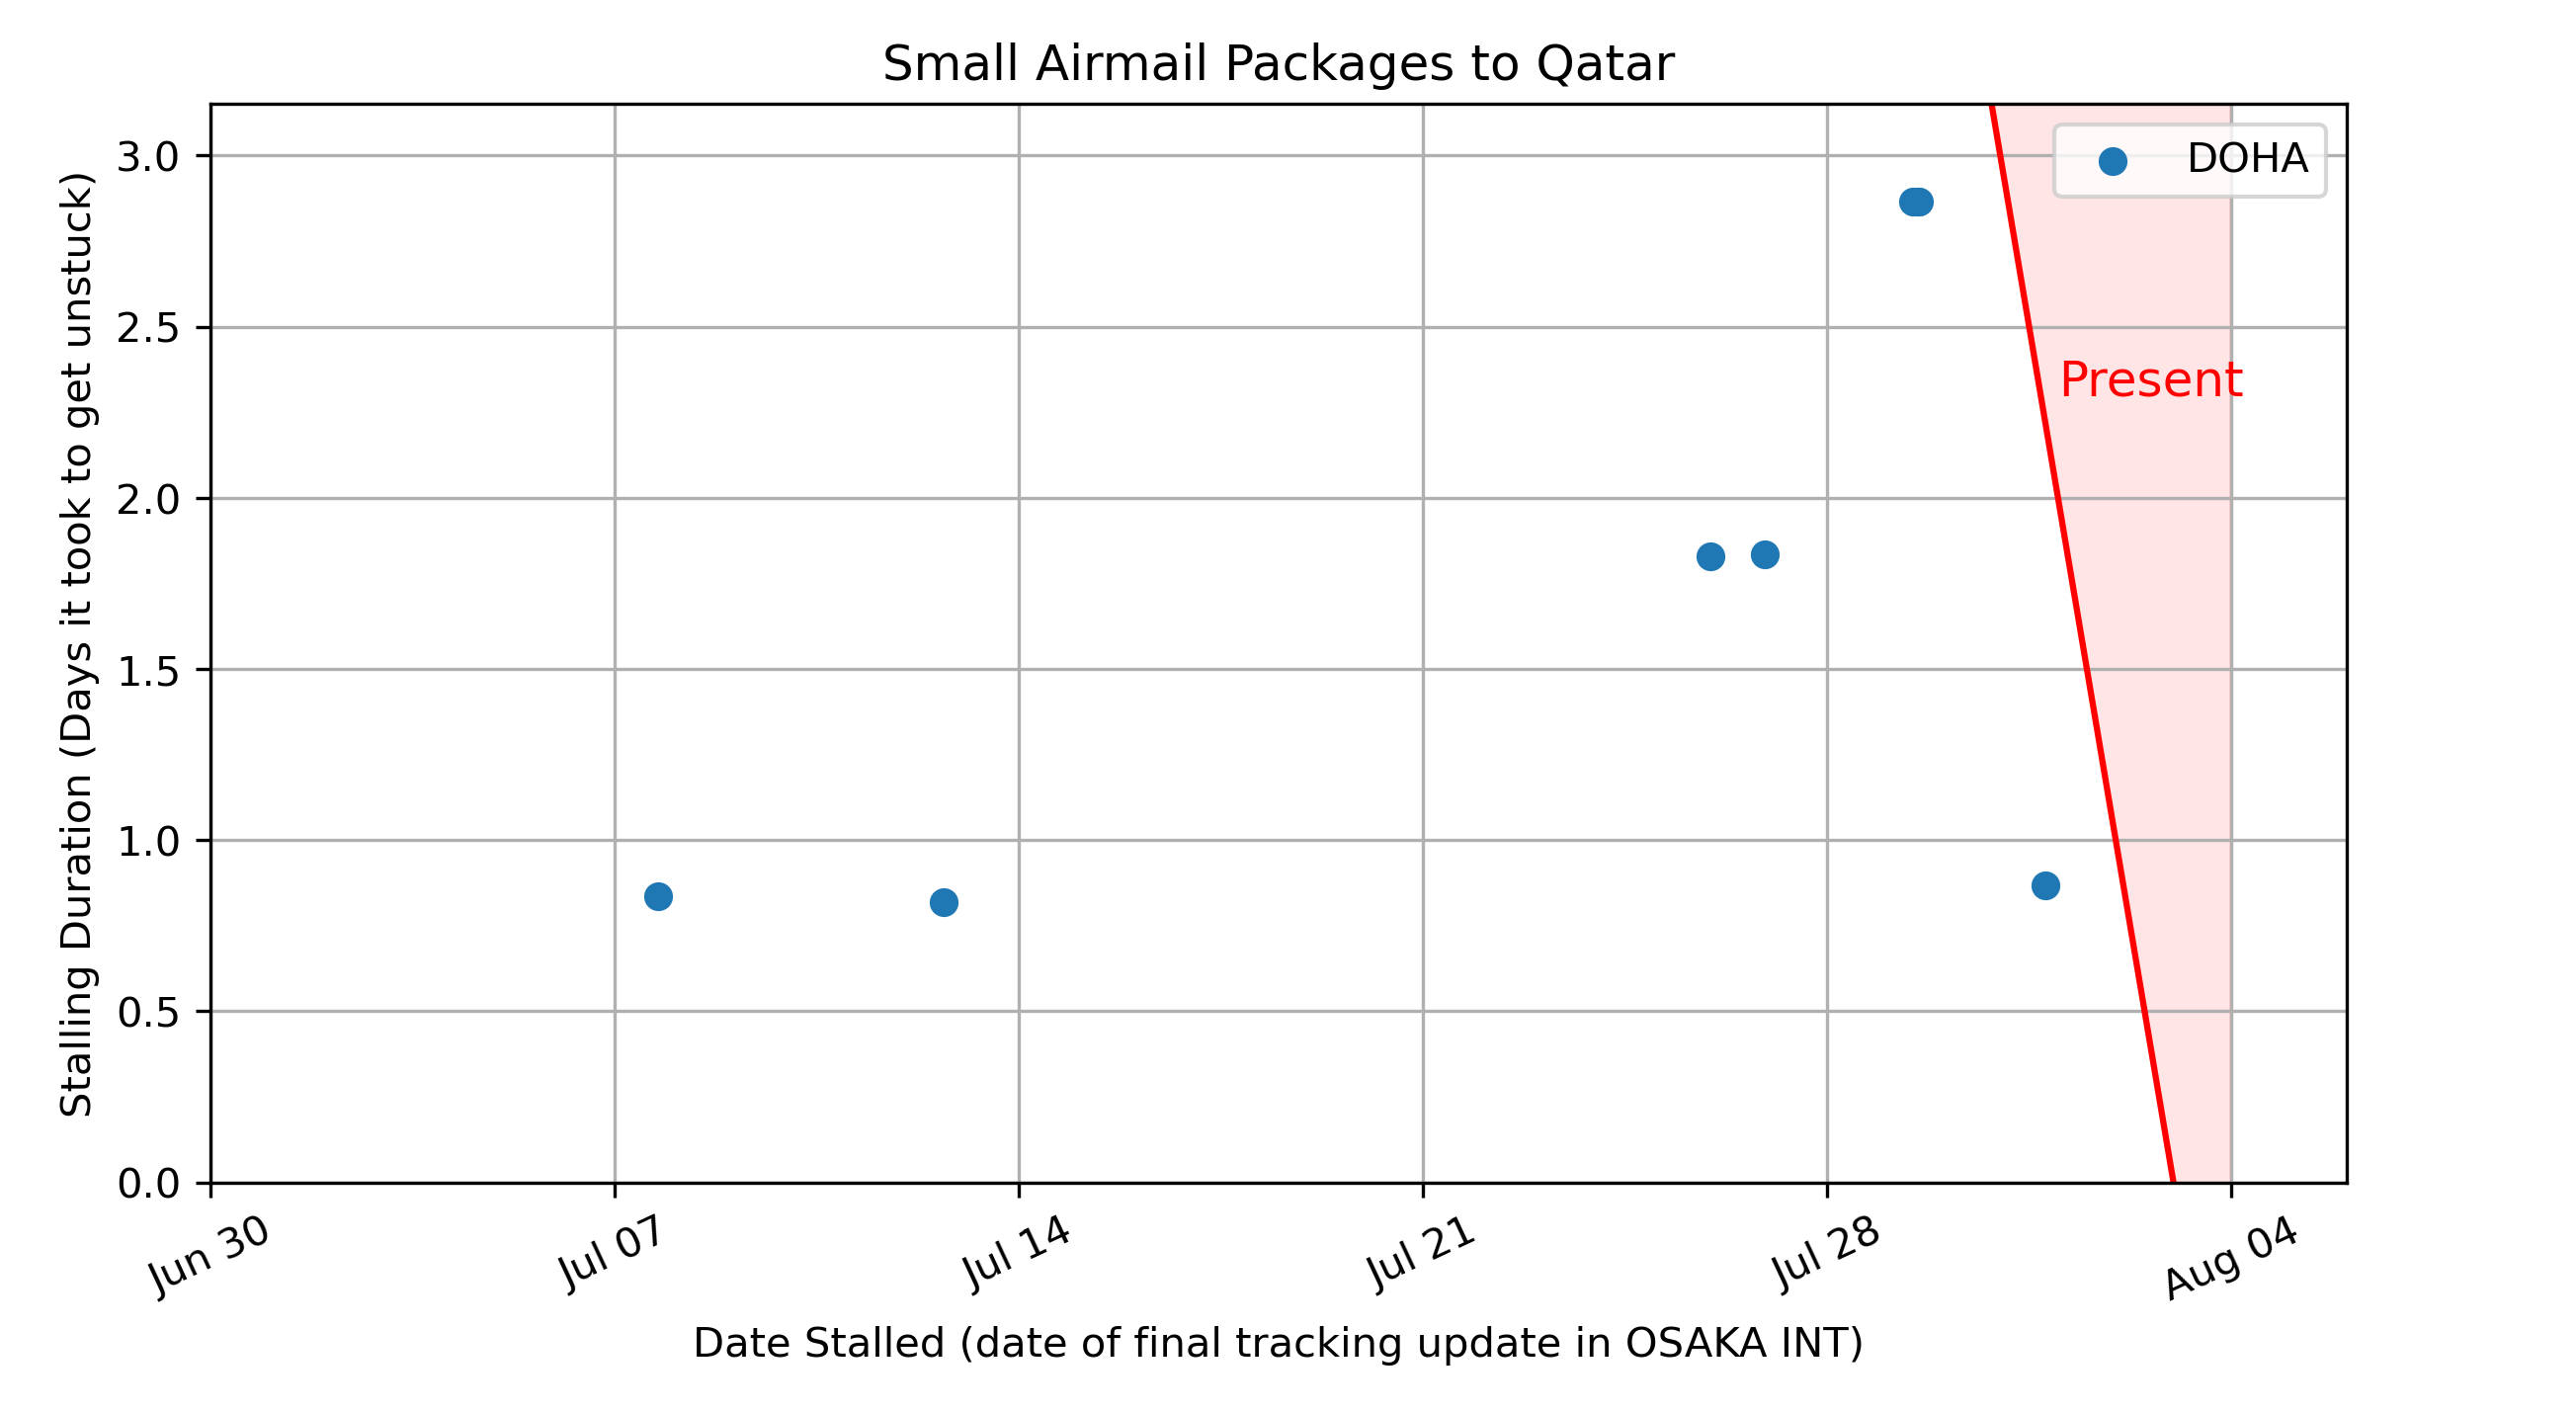 Small Airmail Packages to Qatar
Stalling Duration (Days it took to get unstuck)
3.0
2.5
2.0
1.5
1.0
0.5
0.0
DOHA
Present
Jun 30
Jul 07
Jul 14
Jul 21
Jul 28
Aug 04
Date Stalled (date of final tracking update in OSAKA INT)